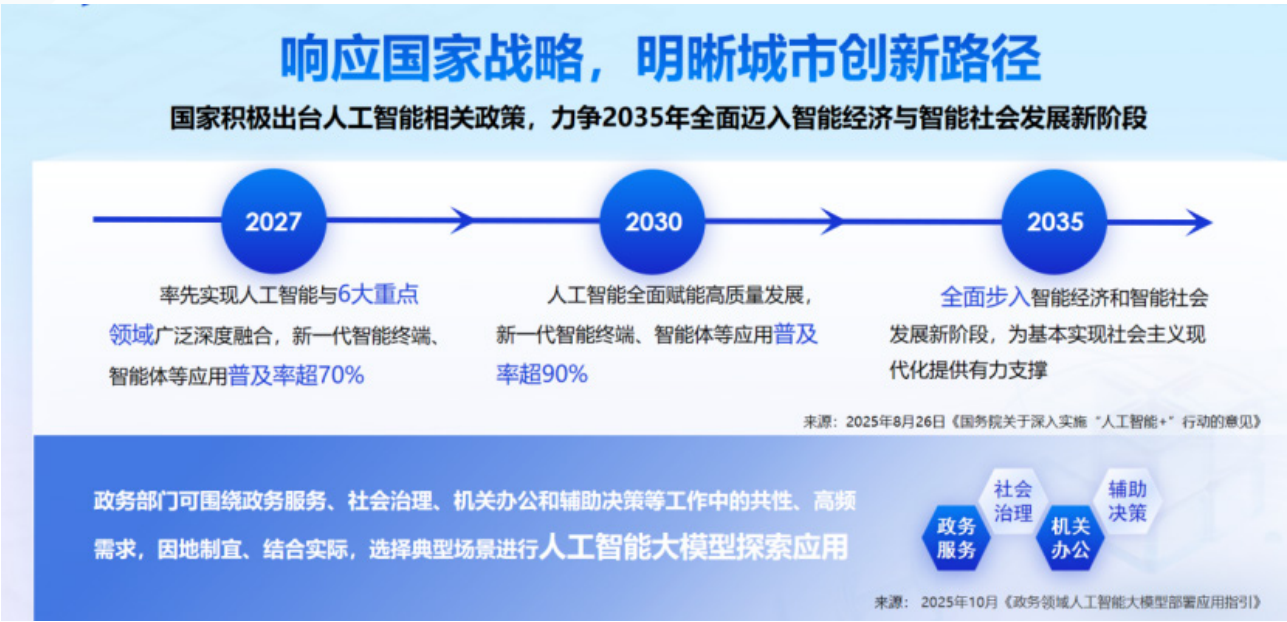 响应国家战略，明晰城市创新路径
国家积极出台人工智能相关政策，力争2035年全面迈入智能经济与智能社会发展新阶段
2027
2030
2035
率先实现人工智能与6大重点
领域广泛深度融合，新一代智能终端、
智能体等应用普及率超70%
人工智能全面赋能高质量发展，
新一代智能终端、智能体等应用普及
率超90%
全面步入智能经济和智能社会
发展新阶段，为基本实现社会主义现
代化提供有力支撑
来源：2025年8月26日《国务院关于深入实施“人工智能+”行动的意见》
政务部门可围绕政务服务、社会治理、机关办公和辅助决策等工作中的共性、高频
需求，因地制宜、结合实际，选择典型场景进行人工智能大模型探索应用
政务
服务
社会
治理
机关
办公
辅助
决策
来源： 2025年10月《政务领域人工智能大模型部署应用指引》